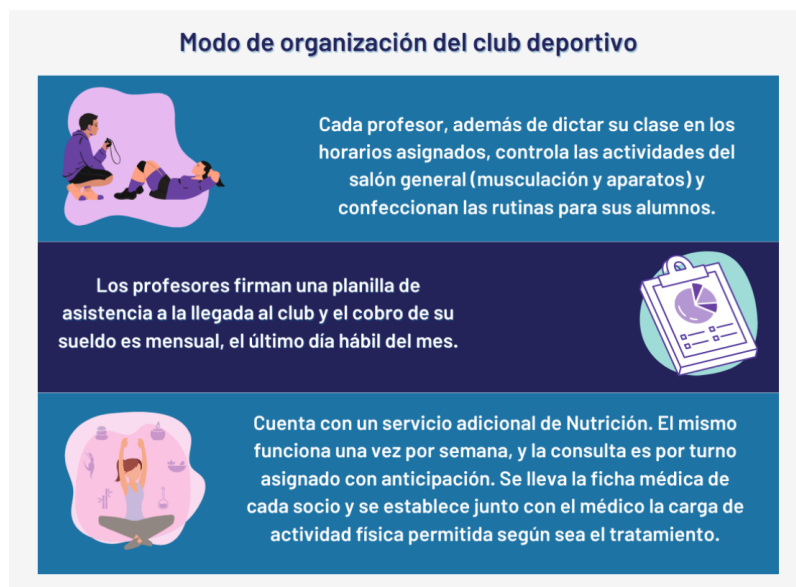 Modo de organización del club deportivo
Cada profesor, además de dictar su clase en los
horarios asignados, controla las actividades del
salón general (musculación y aparatos) y
confeccionan las rutinas para sus alumnos.
Los profesores firman una planilla de
asistencia a la llegada al club y el cobro de su
sueldo es mensual, el último día hábil del mes.
Cuenta con un servicio adicional de Nutrición. El mismo
funciona una vez por semana, y la consulta es por turno
asignado con anticipación. Se lleva la ficha médica de
cada socio y se establece junto con el médico la carga de
actividad física permitida según sea el tratamiento.